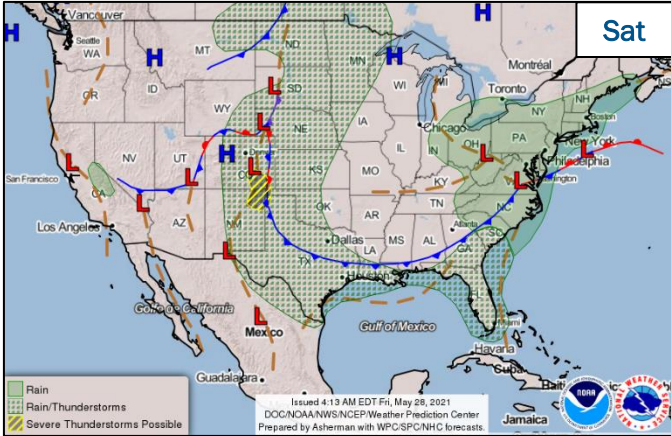 Sat
Vancouver
Seattle
WA
MT
ND
MN
Montréal
H
H
H
H
H
L
L
L
L
L
L
L
L
L
L
L
L
OR
ID
WY
SD
WI
MI
Toronto
NY
NH
NS
Boston
NV
UT
Denver
CO
NE
IA
Chicago
IL
IN
OH
PA
New York
Philadelphia
San Francisco
CA
KS
MO
KY
Los Angeles
AZ
NM
OK
AR
TN
NC
SC
Atlanta
Dallas
TX
LA
MS
AL
GA
Houston
FL
Miami
Golfo de California
Mexico
Gulf of Mexico
Havana
Cuba
Guadalajara
Jamaica
Rain
Rain/Thunderstorms
Severe Thunderstorms Possible
Issued 4:13 AM EDT Fri, May 28, 2021
DOC/NOAA/NWS/NCEP/Weather Prediction Center
Prepared by Asherman with WPC/SPC/NHC forecasts.
NOAA